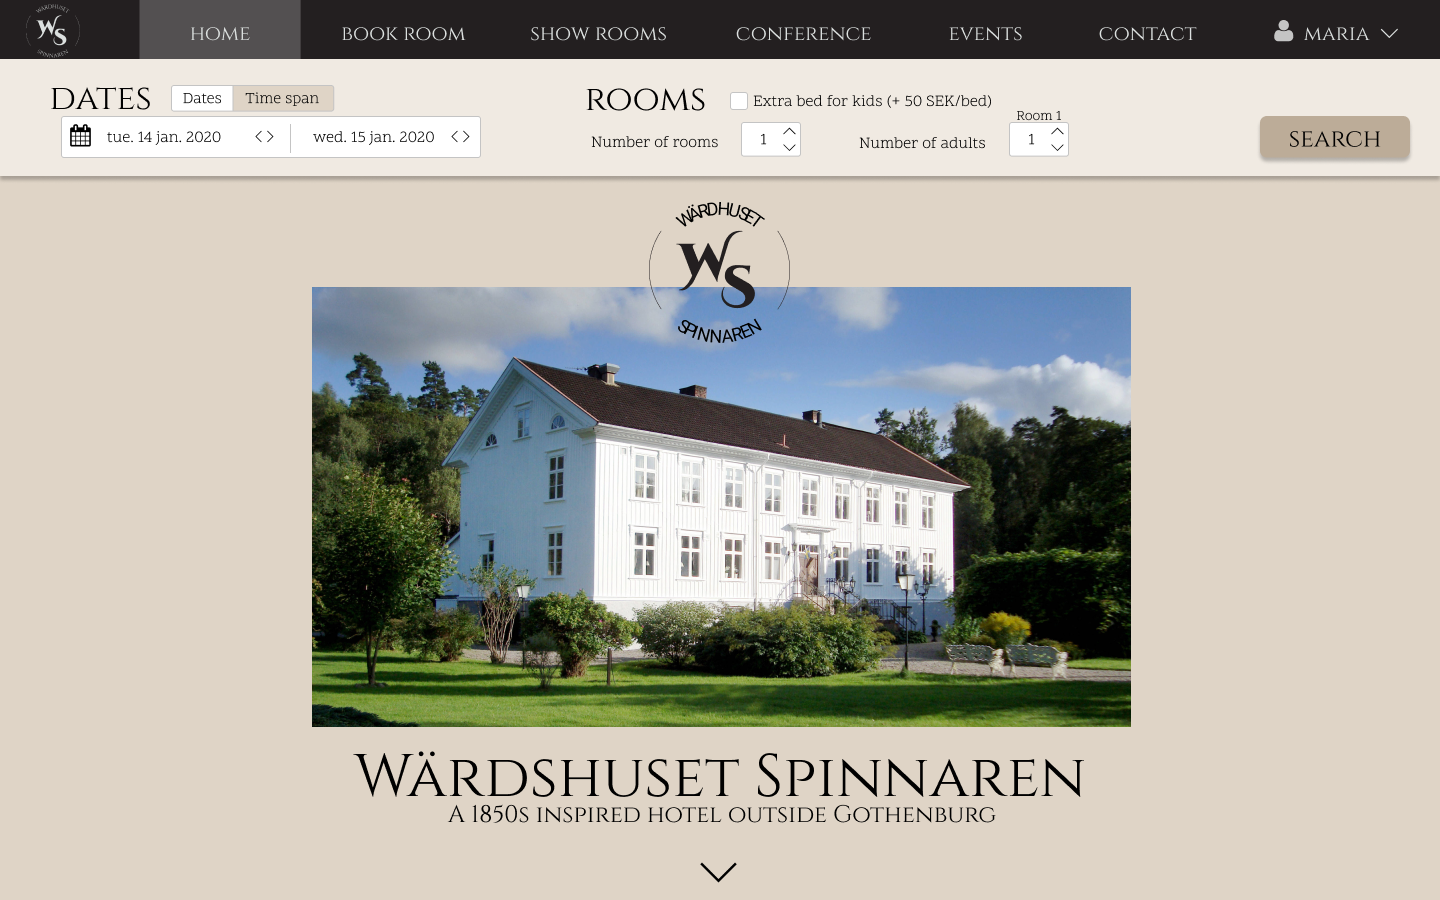 WÄRDHUSET
WS
SPINNAREN
HOME
BOOK ROOM
SHOW ROOMS
CONFERENCE
EVENTS
CONTACT
MARIA
DATES
Dates
Time span
tue. 14 jan. 2020
wed. 15 jan. 2020
ROOMS
Extra bed for kids (+ 50 SEK/bed)
Number of rooms
1
Number of adults
Room 1
1
SEARCH
WÄRDHUSET
WS
SPINNAREN
WÄRDSHUSET SPINNAREN
A 1850S INSPIRED HOTEL OUTSIDE GOTHENBURG